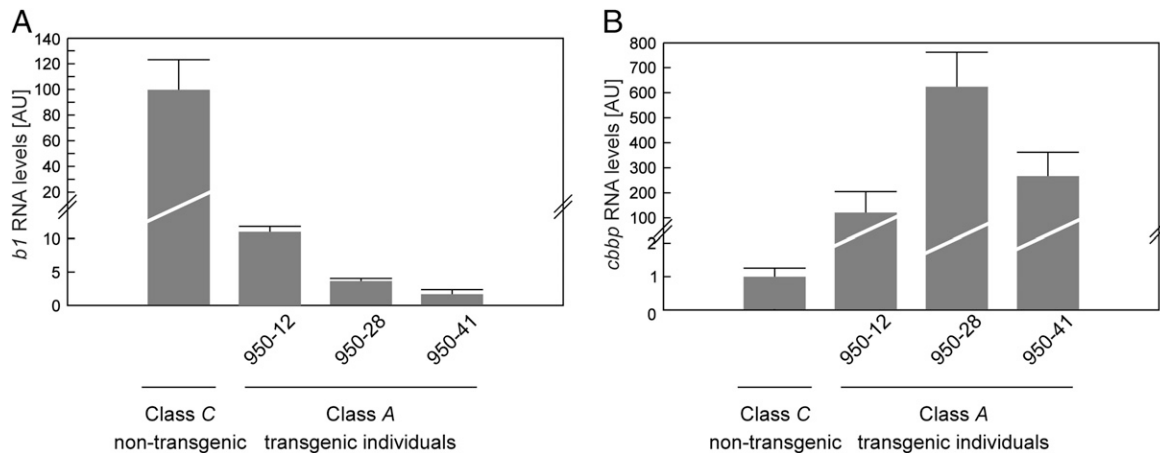 A
b1 RNA levels [AU]
140
120
100
80
60
40
20
10
5
0
950-12
950-28
950-41
Class C
non-transgenic
Class A
transgenic individuals
B
cbbp RNA levels [AU]
800
700
600
500
400
300
200
100
2
1
0
950-12
950-28
950-41
Class C
non-transgenic
Class A
transgenic individuals